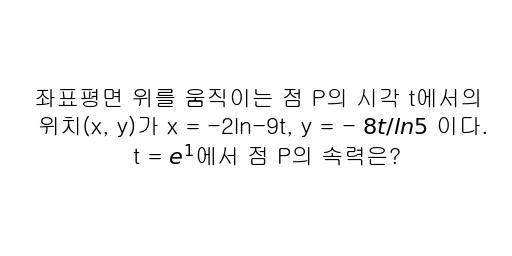 좌표평면 위를 움직이는 점 P의 시각 t에서의
위치(x, y)가 x = −2ln−9t, y = − 8t/ln5 이다.
t = e¹에서 점 P의 속력은?